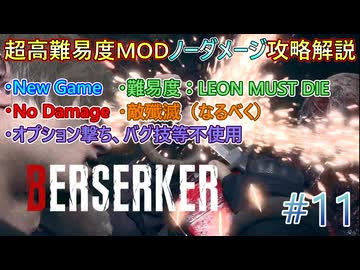 超高難易度MODノーダメージ攻略解説
・New Game ・難易度：LEON MUST DIE
・No Damage ・敵殲滅（なるべく）
・オプション撃ち、バグ技等不使用
BERSERKER
#11